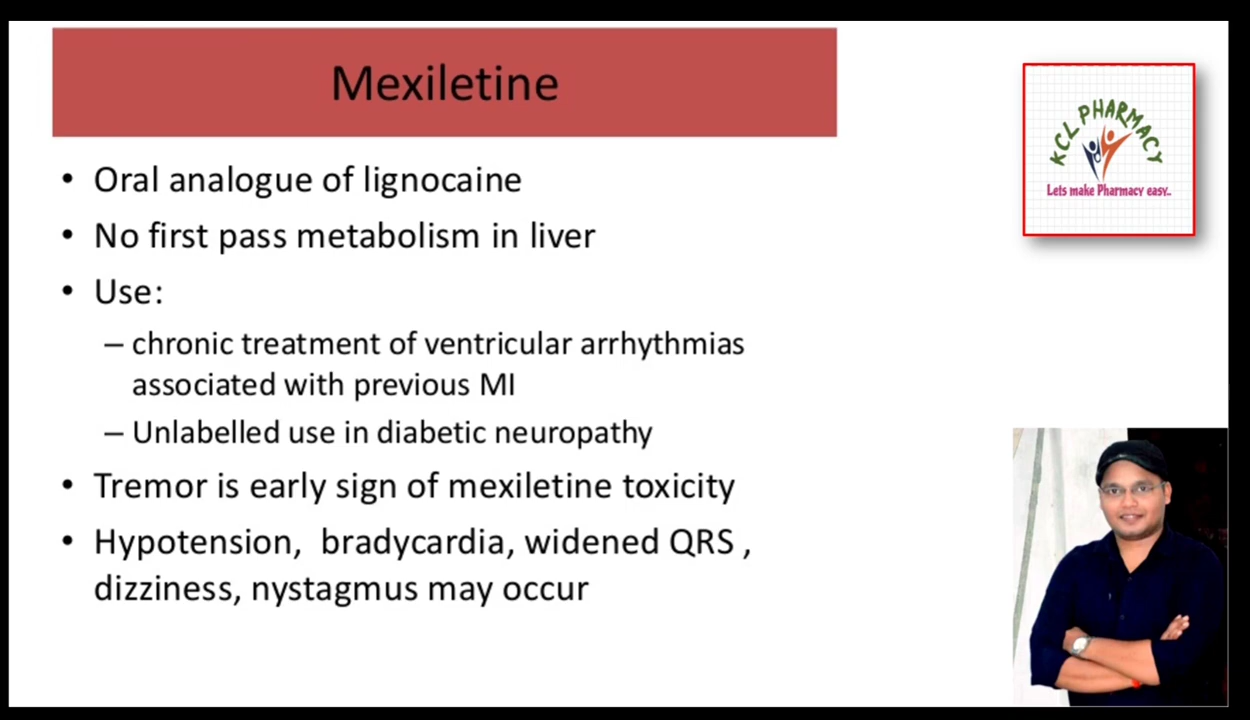 Mexiletine
• Oral analogue of lignocaine
• No first pass metabolism in liver
• Use:
– chronic treatment of ventricular arrhythmias
associated with previous MI
– Unlabelled use in diabetic neuropathy
• Tremor is early sign of mexiletine toxicity
• Hypotension,  bradycardia, widened QRS ,
dizziness, nystagmus may occur
KCL PHARMACY
Lets make Pharmacy easy..